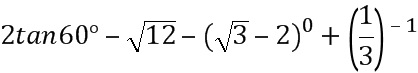 2tan60° − √12 − (√3 − 2)⁰ + (1/3)⁻¹